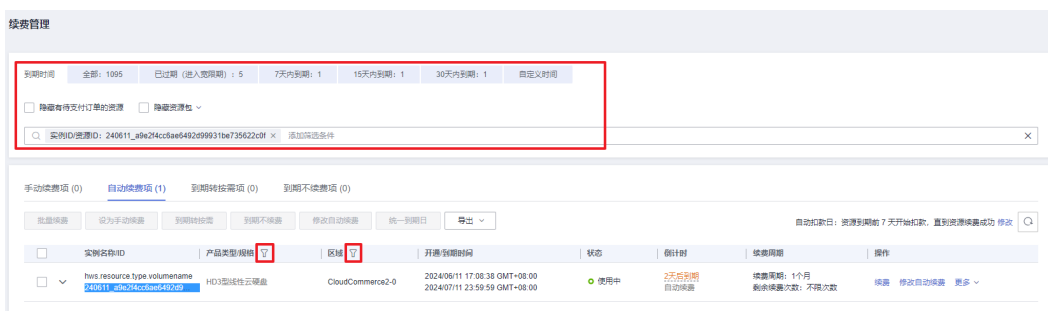 续费管理
到期时间 全部：1095 已过期（进入宽限期）：5 7天内到期：1 15天内到期：1 30天内到期：1 自定义时间
隐藏有待支付订单的资源 隐藏资源包
实例ID/资源ID：240611_a9e2f4cc6ae6492d99931be735622c0f × 添加筛选条件 ×
手动续费项 (0) 自动续费项 (1) 到期转按需项 (0) 到期不续费项 (0)
批量续费 设为手动续费 到期转按需 到期不续费 修改自动续费 统一到期日 导出 自动扣款日：资源到期前 7 天开始扣款，直到资源续费成功 修改
实例名称/ID 产品类型/规格 区域 开通/到期时间 状态 倒计时 续费周期 操作
hws.resource.type.volumename HD3型线性云硬盘 CloudCommerce2-0 2024/06/11 17:08:38 GMT+08:00 使用中 2天后到期 续费周期：1个月 续费 修改自动续费 更多
240611_a9e2f4cc6ae6492d9 2024/07/11 23:59:59 GMT+08:00 自动续费 剩余续费次数：不限次数